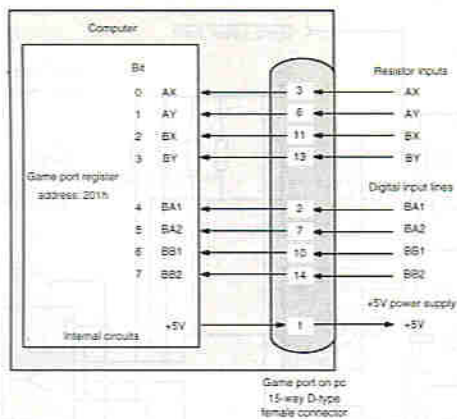 Computer
Bit
Resistor inputs
0 AX 3 AX
1 AY 6 AY
2 BX 11 BX
3 BY 13 BY
Game port register
address: 201h
Digital input lines
4 BA1 2 BA1
5 BA2 7 BA2
6 BB1 10 BB1
7 BB2 14 BB2
+5V power supply
+5V 1 +5V
Internal circuits
Game port on pc
15-way D-type
female connector